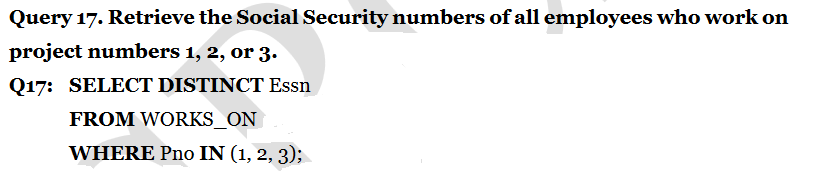 Query 17. Retrieve the Social Security numbers of all employees who work on
project numbers 1, 2, or 3.
Q17: SELECT DISTINCT Essn
FROM WORKS_ON
WHERE Pno IN (1, 2, 3);